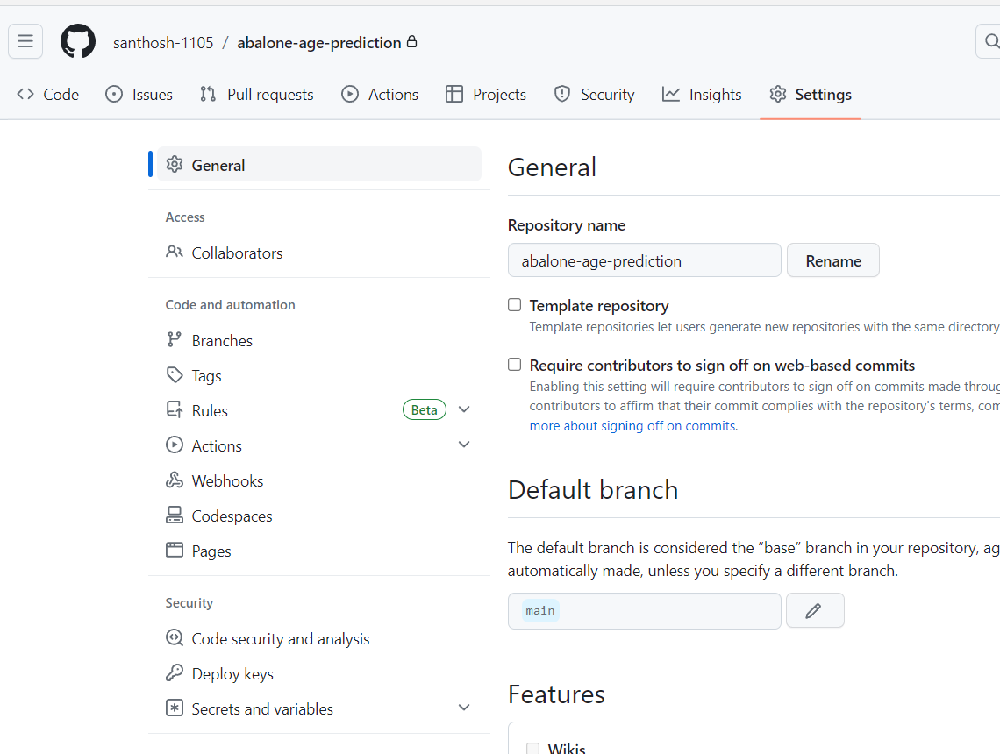 santhosh-1105 / abalone-age-prediction
Code Issues Pull requests Actions Projects Security Insights Settings
General
Access
Collaborators
Code and automation
Branches
Tags
Rules Beta
Actions
Webhooks
Codespaces
Pages
Security
Code security and analysis
Deploy keys
Secrets and variables
General
Repository name
abalone-age-prediction Rename
Template repository
Template repositories let users generate new repositories with the same directory
Require contributors to sign off on web-based commits
Enabling this setting will require contributors to sign off on commits made throug
contributors to affirm that their commit complies with the repository's terms, com
more about signing off on commits.
Default branch
The default branch is considered the “base” branch in your repository, ag
automatically made, unless you specify a different branch.
main
Features
Wikis